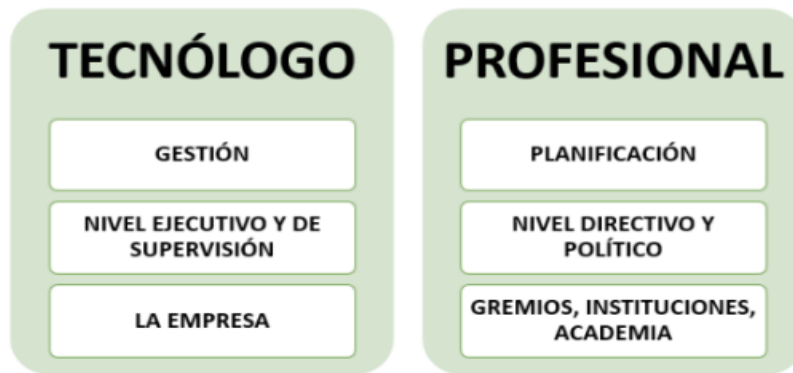 TECNÓLOGO
GESTIÓN
NIVEL EJECUTIVO Y DE
SUPERVISIÓN
LA EMPRESA
PROFESIONAL
PLANIFICACIÓN
NIVEL DIRECTIVO Y
POLÍTICO
GREMIOS, INSTITUCIONES,
ACADEMIA